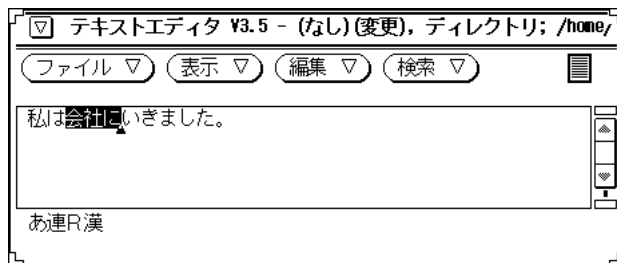 テキストエディタ V3.5 - (なし)(変更), ディレクトリ; /home/
ファイル ▽ 表示 ▽ 編集 ▽ 検索 ▽
私は会社にいきました。
あ連R漢